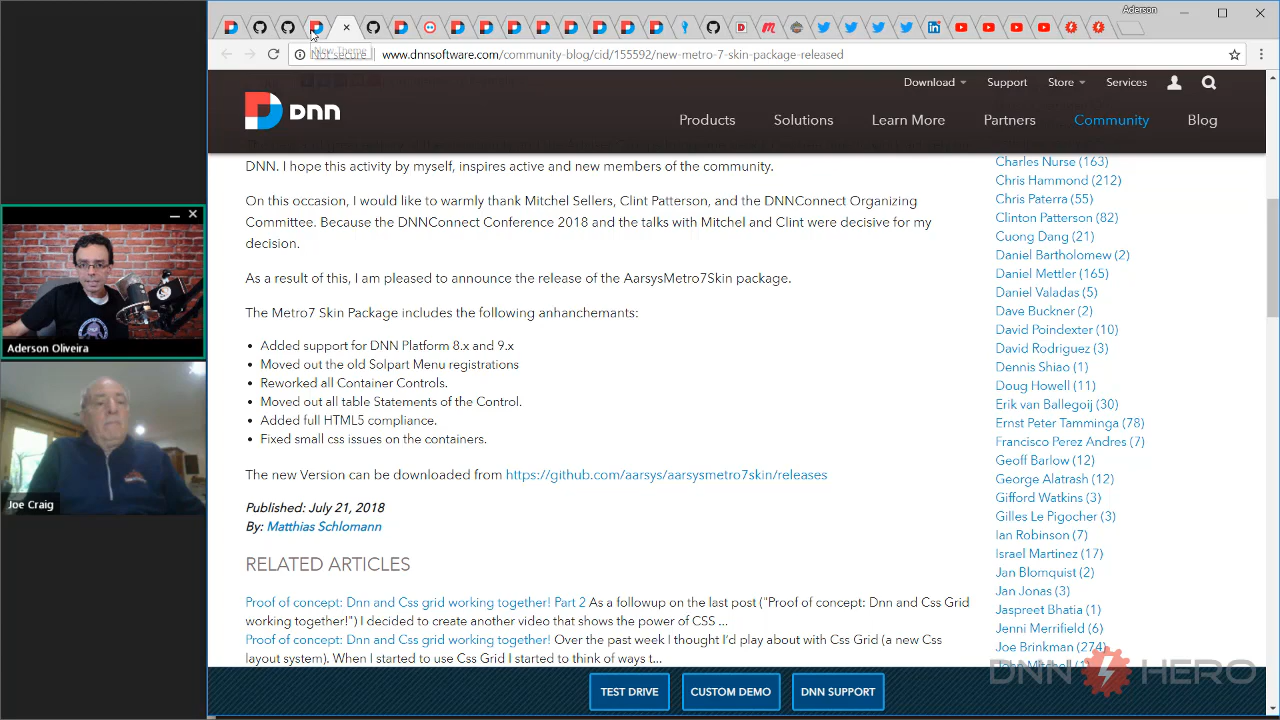 Aderson
New Theme
Not secure
www.dnnsoftware.com/community-blog/cid/155592/new-metro-7-skin-package-released
Download Support Store Services
DNN
Products Solutions Learn More Partners Community Blog
DNN. I hope this activity by myself, inspires active and new members of the community.
On this occasion, I would like to warmly thank Mitchel Sellers, Clint Patterson, and the DNNConnect Organizing
Committee. Because the DNNConnect Conference 2018 and the talks with Mitchel and Clint were decisive for my
decision.
As a result of this, I am pleased to announce the release of the AarsysMetro7Skin package.
The Metro7 Skin Package includes the following anhanchemants:
• Added support for DNN Platform 8.x and 9.x
• Moved out the old Solpart Menu registrations
• Reworked all Container Controls.
• Moved out all table Statements of the Control.
• Added full HTML5 compliance.
• Fixed small css issues on the containers.
The new Version can be downloaded from https://github.com/aarsys/aarsysmetro7skin/releases
Published: July 21, 2018
By: Matthias Schlomann
RELATED ARTICLES
Proof of concept: Dnn and Css grid working together! Part 2 As a followup on the last post ("Proof of concept: Dnn and Css grid
working together!") I decided to create another video that shows the power of CSS ...
Proof of concept: Dnn and Css grid working together! Over the past week I thought I'd play about with Css Grid (a new Css
layout system). When I started to use Css Grid I started to think of ways t...
Charles Nurse (163)
Chris Hammond (212)
Chris Paterra (55)
Clinton Patterson (82)
Cuong Dang (21)
Daniel Bartholomew (2)
Daniel Mettler (165)
Daniel Valadas (5)
Dave Buckner (2)
David Poindexter (10)
David Rodriguez (3)
Dennis Shiao (1)
Doug Howell (11)
Erik van Ballegoij (30)
Ernst Peter Tamminga (78)
Francisco Perez Andres (7)
Geoff Barlow (12)
George Alatrash (12)
Gifford Watkins (3)
Gilles Le Pigocher (3)
Ian Robinson (7)
Israel Martinez (17)
Jan Blomquist (2)
Jan Jonas (3)
Jaspreet Bhatia (1)
Jenni Merrifield (6)
Joe Brinkman (274)
TEST DRIVE CUSTOM DEMO DNN SUPPORT
DNN HERO
Aderson Oliveira
Joe Craig